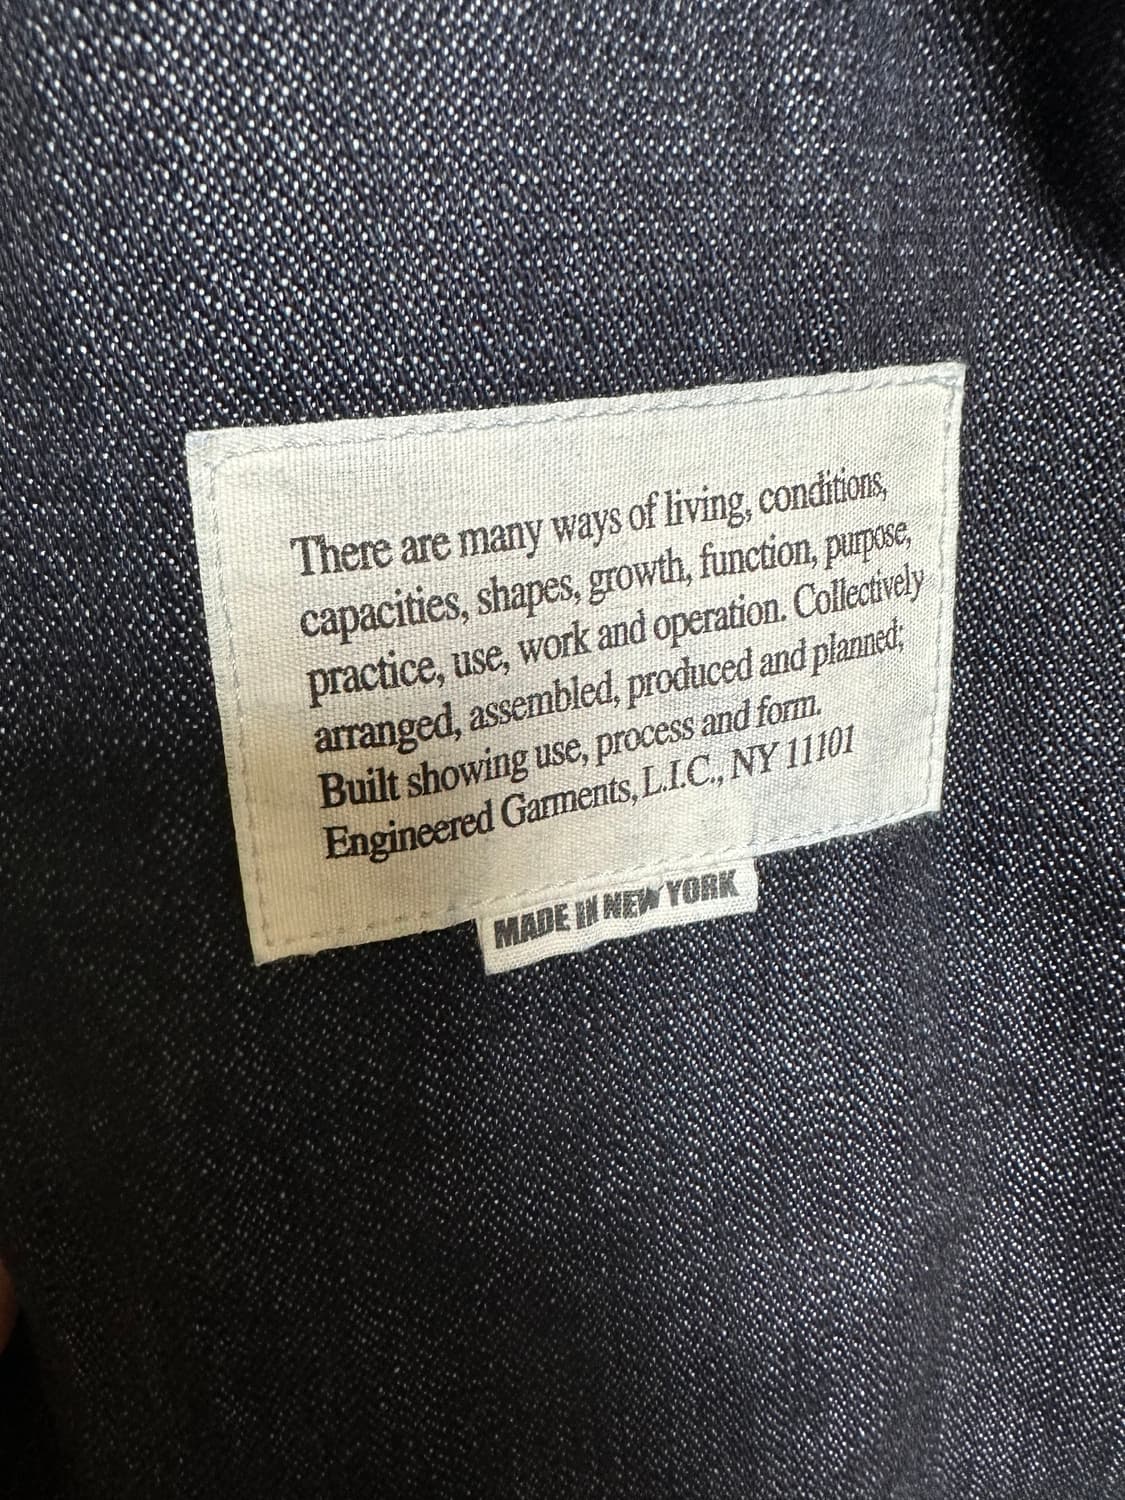 There are many ways of living, conditions,
capacities, shapes, growth, function, purpose,
practice, use, work and operation. Collectively
arranged, assembled, produced and planned;
Built showing use, process and form.
Engineered Garments, L.I.C., NY 11101
MADE IN NEW YORK